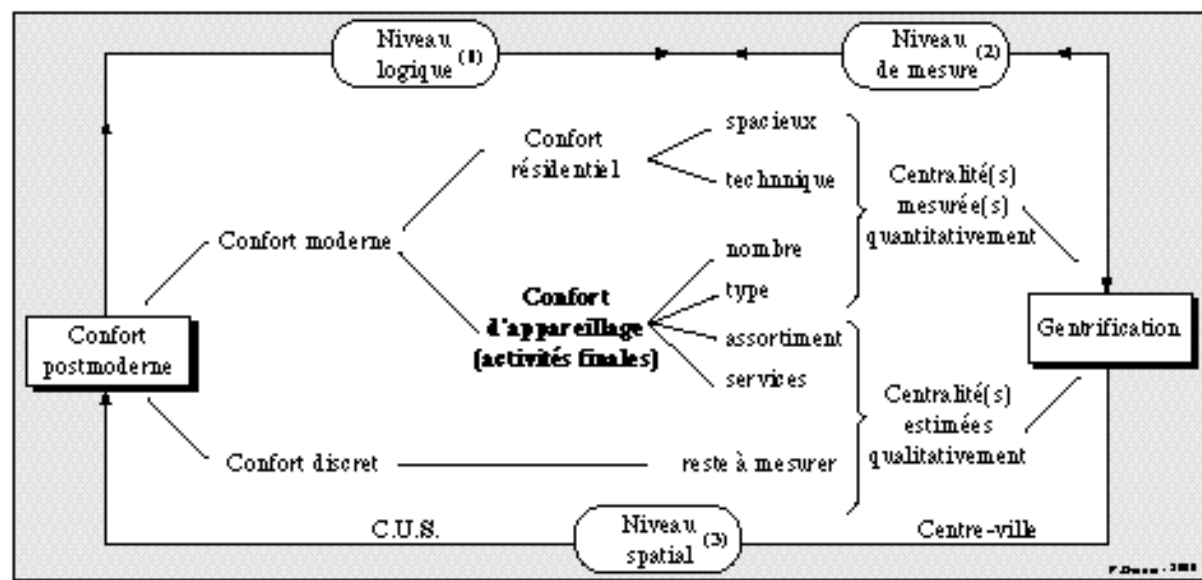 Niveau
logique (1)
Niveau
de mesure (2)
Confort
résidentiel
spacieux
technnique
Centralité(s)
mesurée(s)
quantitativement
Confort moderne
nombre
type
Confort
d'appareillage
(activités finales)
assortiment
services
Confort
postmoderne
Gentrification
Centralité(s)
estimées
qualitativement
Confort discret
reste à mesurer
C.U.S.
Niveau
spatial (3)
Centre-ville